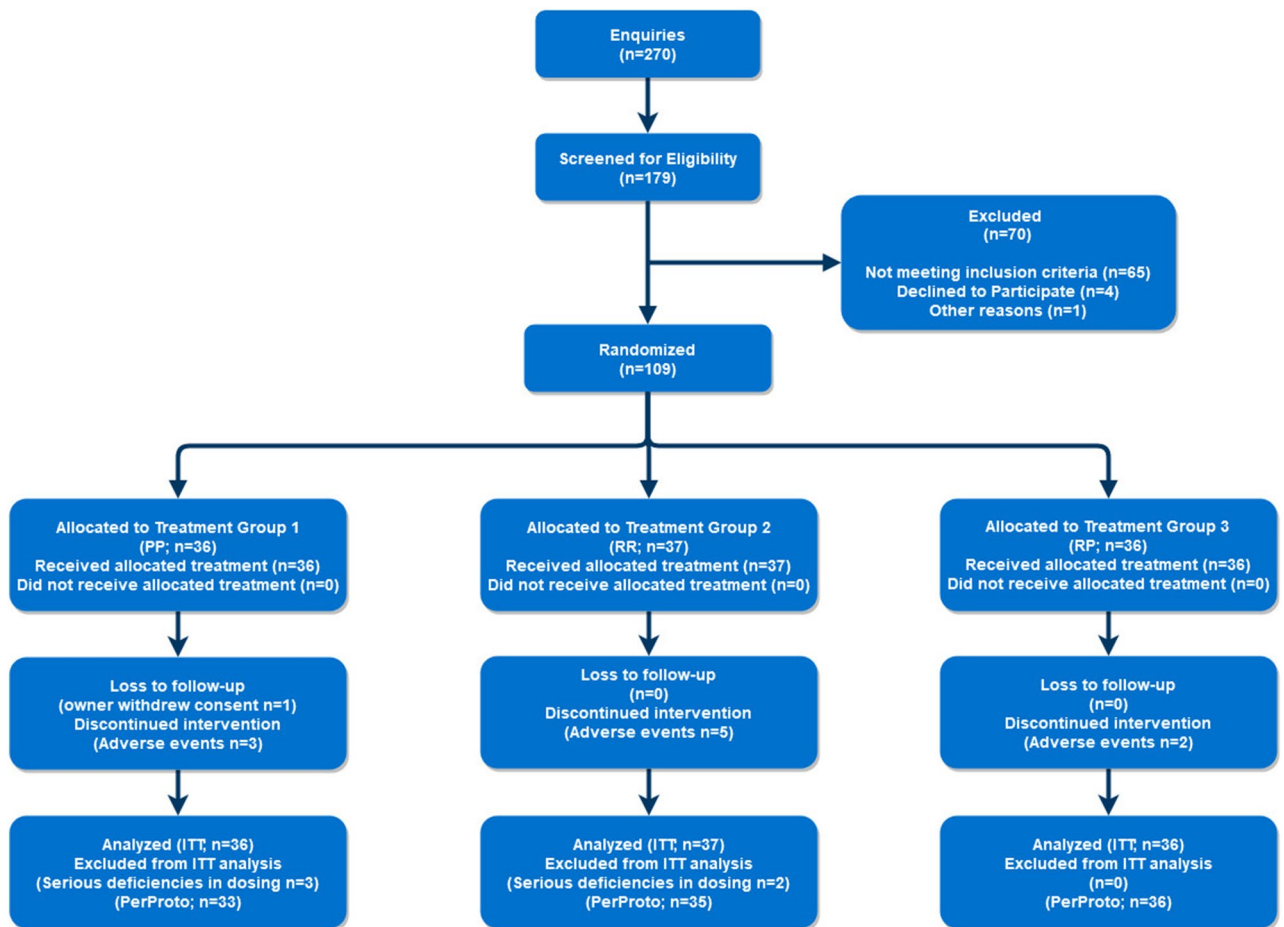 Enquiries
(n=270)
Screened for Eligibility
(n=179)
Excluded
(n=70)
Not meeting inclusion criteria (n=65)
Declined to Participate (n=4)
Other reasons (n=1)
Randomized
(n=109)
Allocated to Treatment Group 1
(PP; n=36)
Received allocated treatment (n=36)
Did not receive allocated treatment (n=0)
Allocated to Treatment Group 2
(RR; n=37)
Received allocated treatment (n=37)
Did not receive allocated treatment (n=0)
Allocated to Treatment Group 3
(RP; n=36)
Received allocated treatment (n=36)
Did not receive allocated treatment (n=0)
Loss to follow-up
(owner withdrew consent n=1)
Discontinued intervention
(Adverse events n=3)
Loss to follow-up
(n=0)
Discontinued intervention
(Adverse events n=5)
Loss to follow-up
(n=0)
Discontinued intervention
(Adverse events n=2)
Analyzed (ITT; n=36)
Excluded from ITT analysis
(Serious deficiencies in dosing n=3)
(PerProto; n=33)
Analyzed (ITT; n=37)
Excluded from ITT analysis
(Serious deficiencies in dosing n=2)
(PerProto; n=35)
Analyzed (ITT; n=36)
Excluded from ITT analysis
(n=0)
(PerProto; n=36)